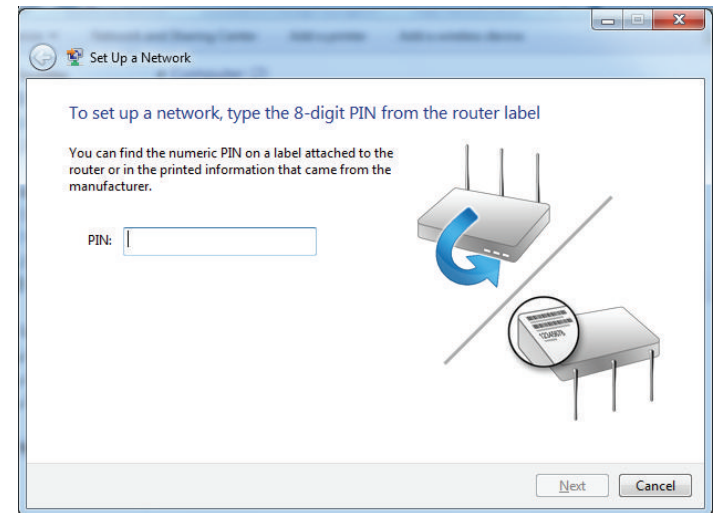 Set Up a Network
To set up a network, type the 8-digit PIN from the router label
You can find the numeric PIN on a label attached to the
router or in the printed information that came from the
manufacturer.
PIN:
12345678
Next
Cancel